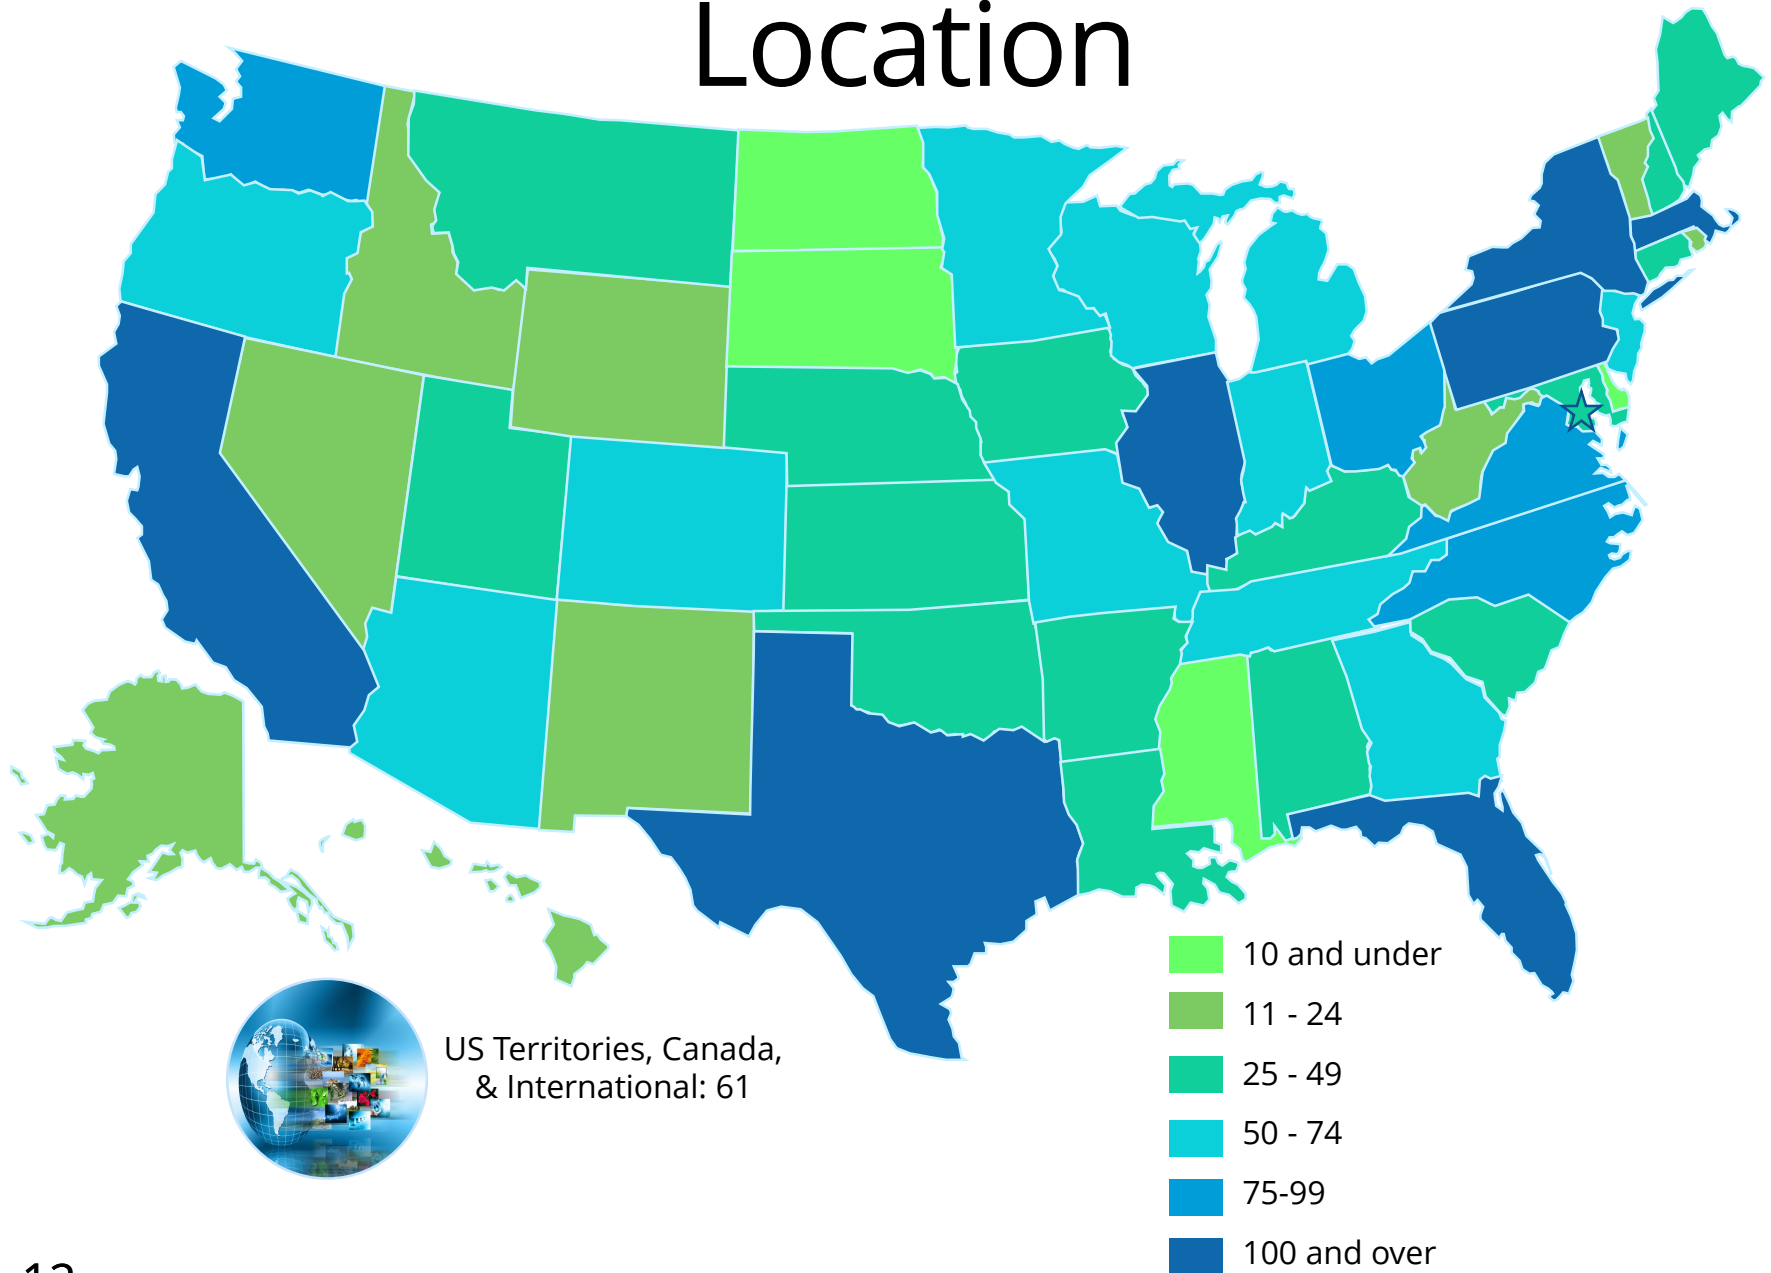 Location
US Territories, Canada,
& International: 61
10 and under
11 - 24
25 - 49
50 - 74
75-99
100 and over